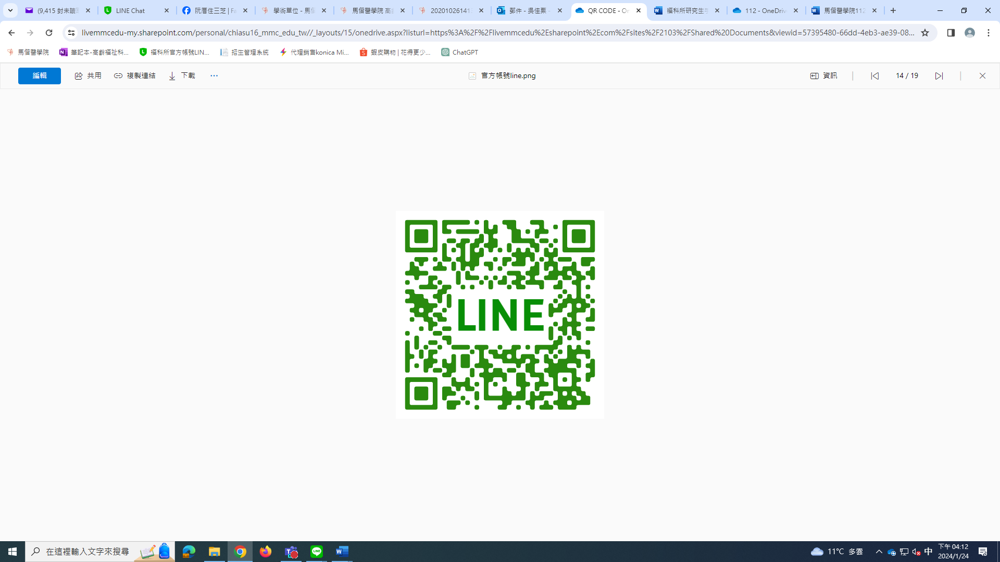 (9,415 封未讀
LINE Chat
阮厝住三芝 | Fa
學術單位 - 馬偕
馬偕醫學院 高
202010261413
郵件 - 吳佳粟 -
QR CODE - On
福科所研究生手
112 - OneDriv
馬偕醫學院112
livemmcedu-my.sharepoint.com/personal/chiasu16_mmc_edu_tw//_layouts/15/onedrive.aspx?listurl=https%3A%2F%2Flivemmcedu%2Esharepoint%2Ecom%2Fsites%2F2103%2FShared%20Documents&viewid=57395480-66dd-4eb3-ae39-08...
馬偕醫學院
筆記本-高齡福祉科...
福科所官方帳號LIN...
招生管理系統
代理銷售konica Mi...
蝦皮購物 | 花得更少...
ChatGPT
編輯
共用
複製連結
下載
官方帳號line.png
資訊
14 / 19
LINE
在這裡輸入文字來搜尋
11°C 多雲
中
下午 04:12
2024/1/24